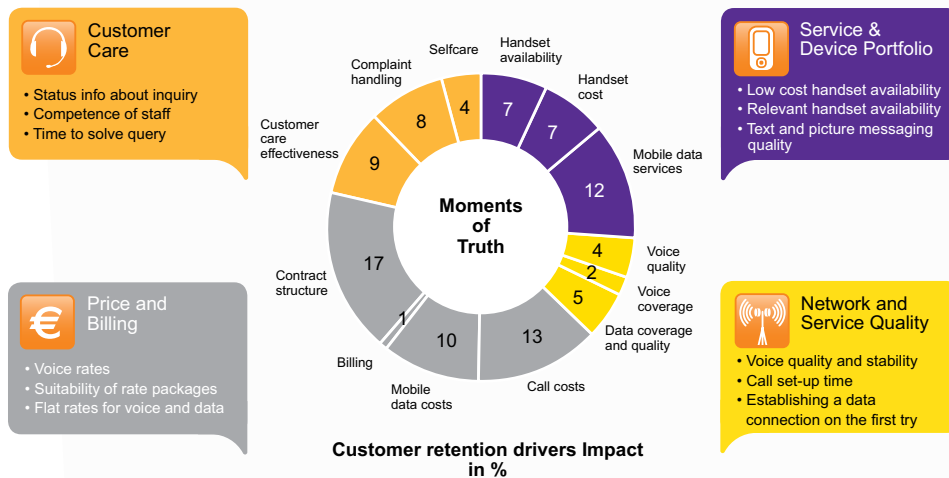 Customer
Care
• Status info about inquiry
• Competence of staff
• Time to solve query
Service &
Device Portfolio
• Low cost handset availability
• Relevant handset availability
• Text and picture messaging
quality
Price and
Billing
• Voice rates
• Suitability of rate packages
• Flat rates for voice and data
Network and
Service Quality
• Voice quality and stability
• Call set-up time
• Establishing a data
connection on the first try
Moments
of
Truth
Handset
availability
7
Handset
cost
7
Mobile data
services
12
Voice
quality
4
Voice
coverage
2
Data coverage
and quality
5
Call costs
13
Mobile
data costs
10
Billing
1
Contract
structure
17
Customer
care
effectiveness
9
Complaint
handling
8
Selfcare
4
€
Customer retention drivers Impact
in %